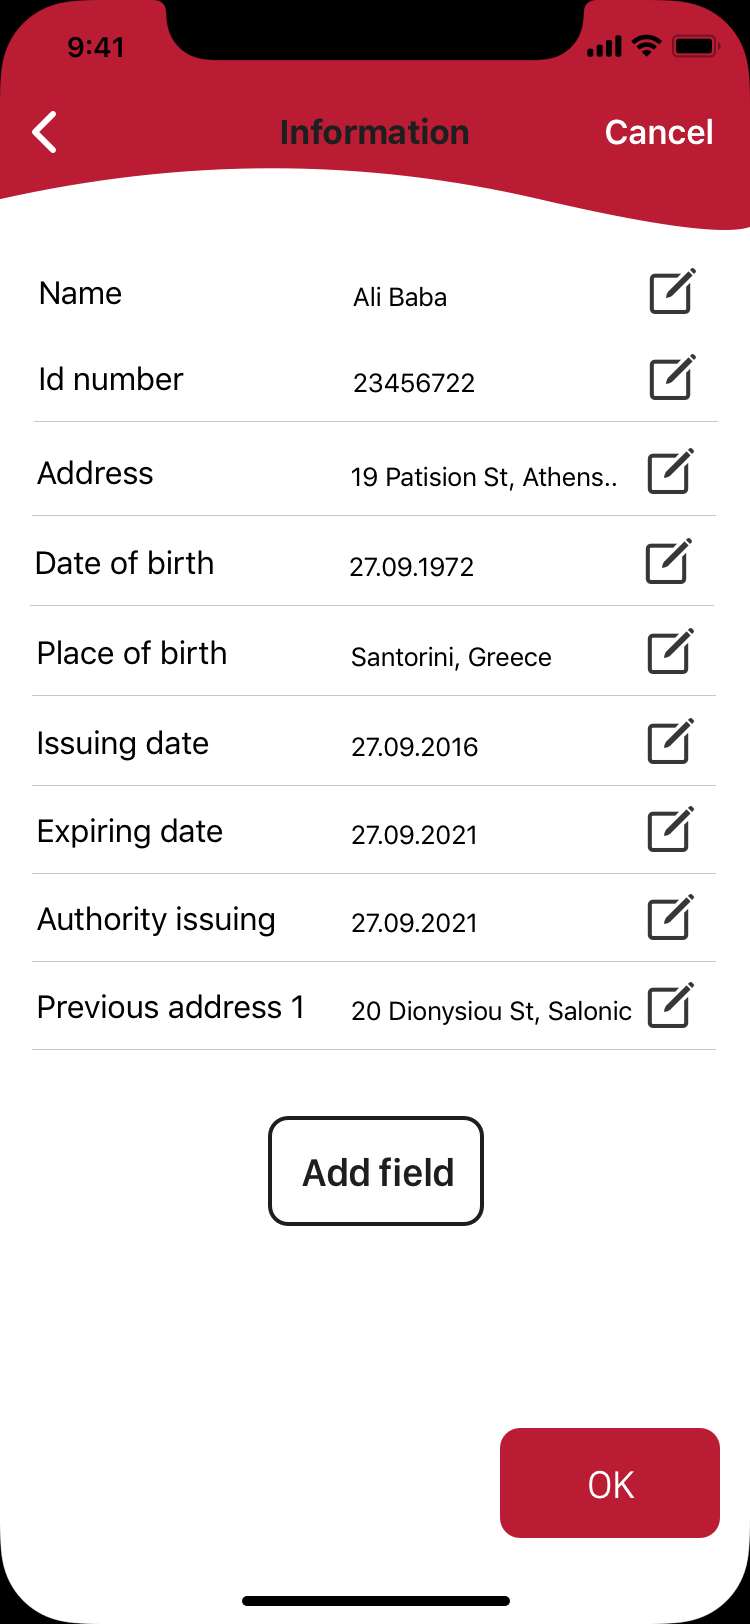 9:41
Information
Cancel
Name
Ali Baba
Id number
23456722
Address
19 Patision St, Athens..
Date of birth
27.09.1972
Place of birth
Santorini, Greece
Issuing date
27.09.2016
Expiring date
27.09.2021
Authority issuing
27.09.2021
Previous address 1
20 Dionysiou St, Salonic
Add field
OK